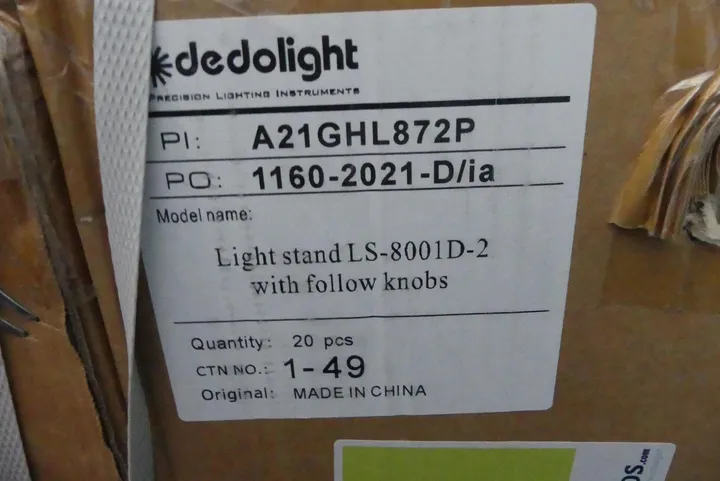 dedolight
PRECISION LIGHTING INSTRUMENTS
PI: A21GHL872P
PO: 1160-2021-D/ia
Model name:
Light stand LS-8001D-2
with follow knobs
Quantity: 20 pcs
CTN NO.: 1-49
Original: MADE IN CHINA